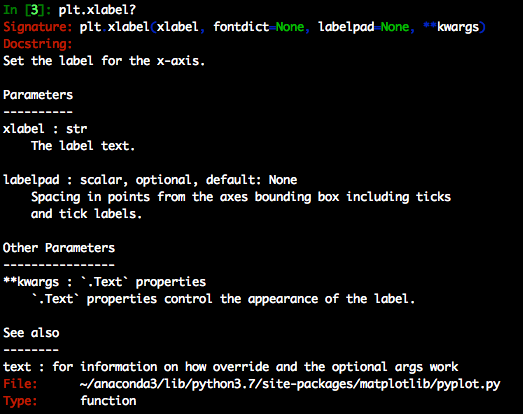 In [3]: plt.xlabel?
Signature: plt.xlabel(xlabel, fontdict=None, labelpad=None, **kwargs)
Docstring:
Set the label for the x-axis.

Parameters
----------
xlabel : str
    The label text.

labelpad : scalar, optional, default: None
    Spacing in points from the axes bounding box including ticks
    and tick labels.

Other Parameters
----------------
**kwargs : `.Text` properties
    `.Text` properties control the appearance of the label.

See also
--------
text : for information on how override and the optional args work
File:      ~/anaconda3/lib/python3.7/site-packages/matplotlib/pyplot.py
Type:      function